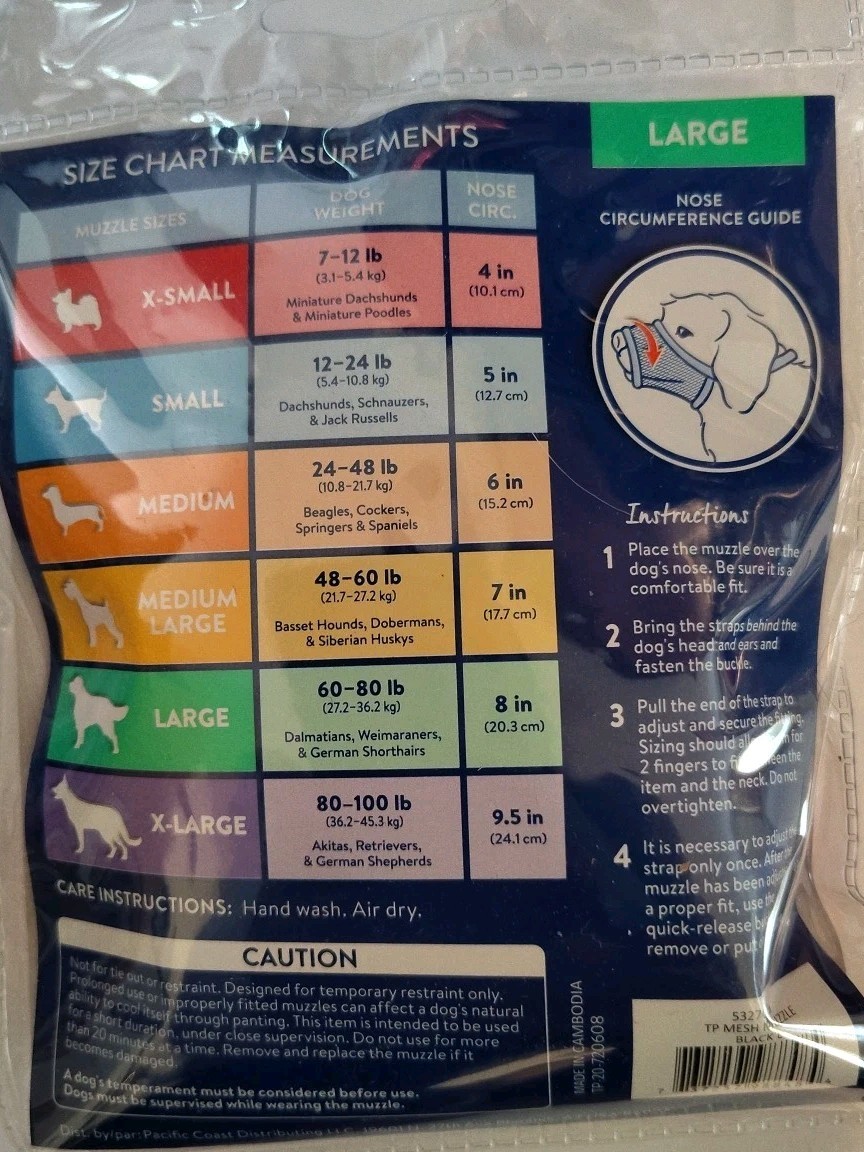 SIZE CHART MEASUREMENTS
MUZZLE SIZES
DOG
WEIGHT
NOSE
CIRC.
X-SMALL
7–12 lb
(3.1–5.4 kg)
Miniature Dachshunds
& Miniature Poodles
4 in
(10.1 cm)
SMALL
12–24 lb
(5.4–10.8 kg)
Dachshunds, Schnauzers,
& Jack Russells
5 in
(12.7 cm)
MEDIUM
24–48 lb
(10.8–21.7 kg)
Beagles, Cockers,
Springers & Spaniels
6 in
(15.2 cm)
MEDIUM
LARGE
48–60 lb
(21.7–27.2 kg)
Basset Hounds, Dobermans,
& Siberian Huskys
7 in
(17.7 cm)
LARGE
60–80 lb
(27.2–36.2 kg)
Dalmatians, Weimaraners,
& German Shorthairs
8 in
(20.3 cm)
X-LARGE
80–100 lb
(36.2–45.3 kg)
Akitas, Retrievers,
& German Shepherds
9.5 in
(24.1 cm)
CARE INSTRUCTIONS: Hand wash. Air dry.
CAUTION
Not for tie out or restraint. Designed for temporary restraint only.
Prolonged use or improperly fitted muzzles can affect a dog's natural
ability to cool itself through panting. This item is intended to be used
for a short duration, under close supervision. Do not use for more
than 20 minutes at a time. Remove and replace the muzzle if it
becomes damaged.
A dog's temperament must be considered before use.
Dogs must be supervised while wearing the muzzle.
Dist. by/par: Pacific Coast Distributing LLC,
LARGE
NOSE
CIRCUMFERENCE GUIDE
Instructions
1 Place the muzzle over the
dog's nose. Be sure it is a
comfortable fit.
2 Bring the straps behind the
dog's head and ears and
fasten the buckle.
3 Pull the end of the strap to
adjust and secure the fitting.
Sizing should for
2 fingers to the
item and the neck. Do not
overtighten.
4 It is necessary to adjust
strap only once. After
muzzle has been
a proper fit, use
quick-release
remove or put
MADE IN CAMBODIA
TP 20-720608
TP MESH MUZZLE
BLACK